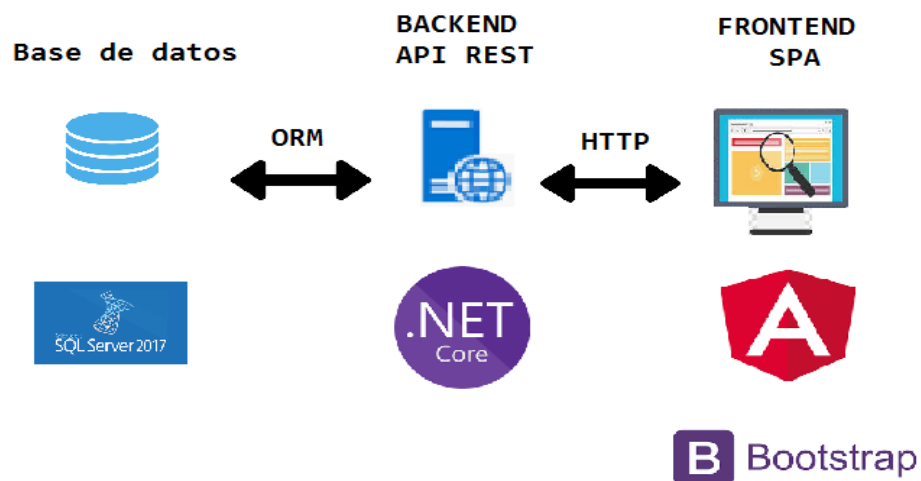 Base de datos
BACKEND
API REST
FRONTEND
SPA
ORM
HTTP
SQL Server 2017
.NET
Core
A
B Bootstrap